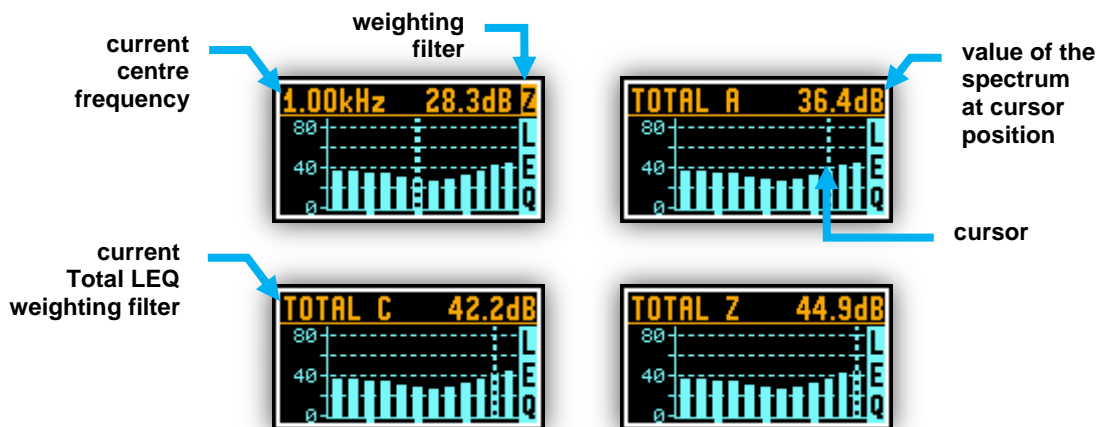 weighting
filter
current
centre
frequency
value of the
spectrum
at cursor
position
1.00kHz 28.3dB Z
80
40
0
L
E
Q
TOTAL A 36.4dB
80
40
0
L
E
Q
cursor
current
Total LEQ
weighting filter
TOTAL C 42.2dB
80
40
0
L
E
Q
TOTAL Z 44.9dB
80
40
0
L
E
Q